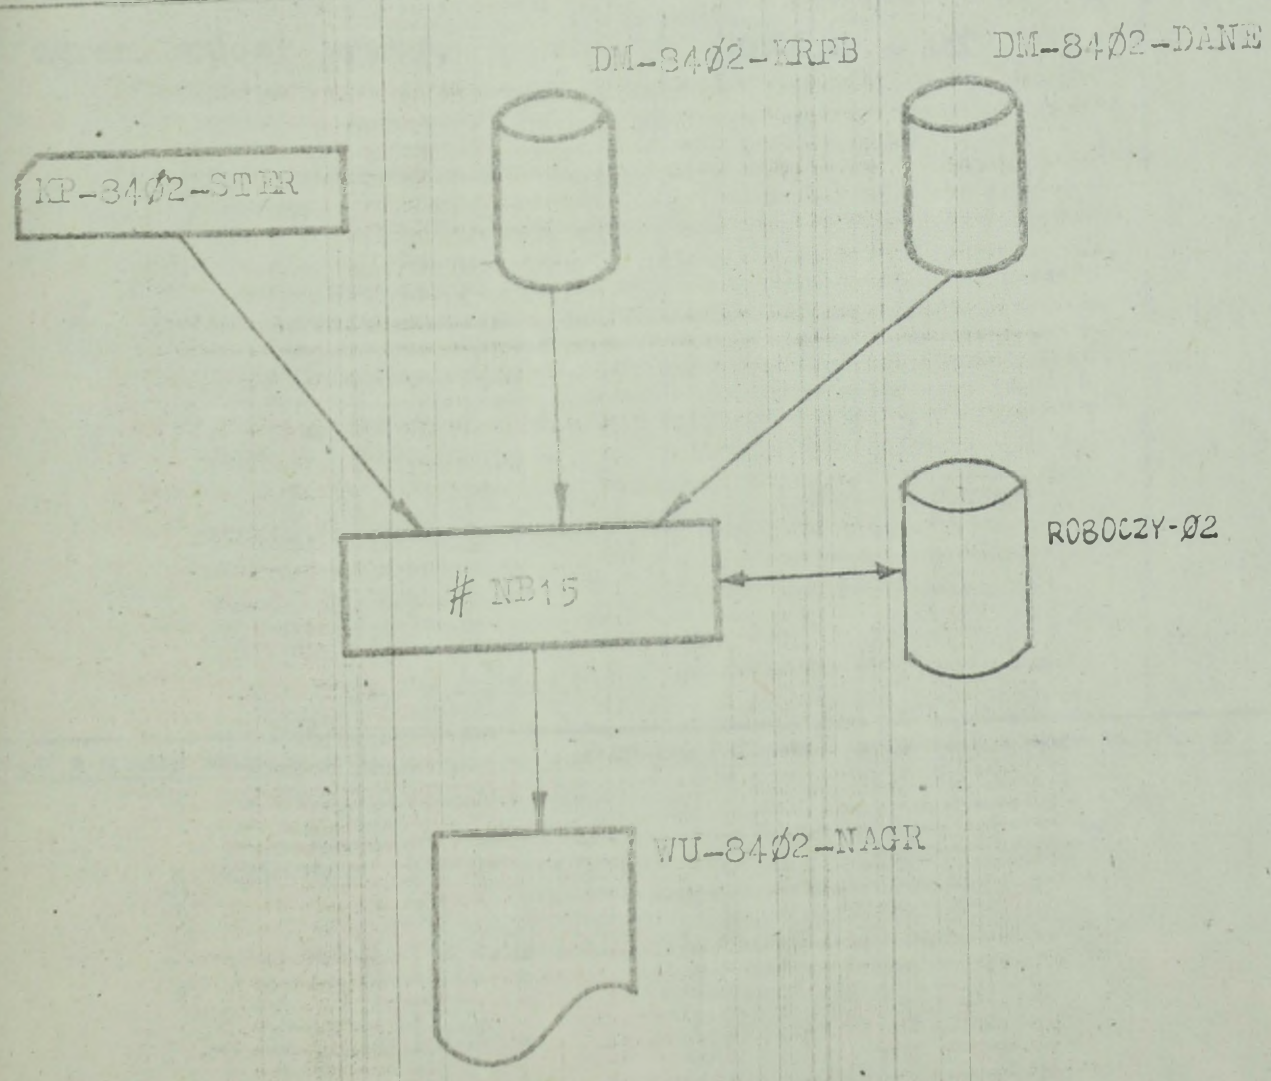 DM-84Ø2-KRPB
DM-84Ø2-DANE
KP-84Ø2-STER
ROBOCZY-Ø2
# NB15
WU-84Ø2-NAGR